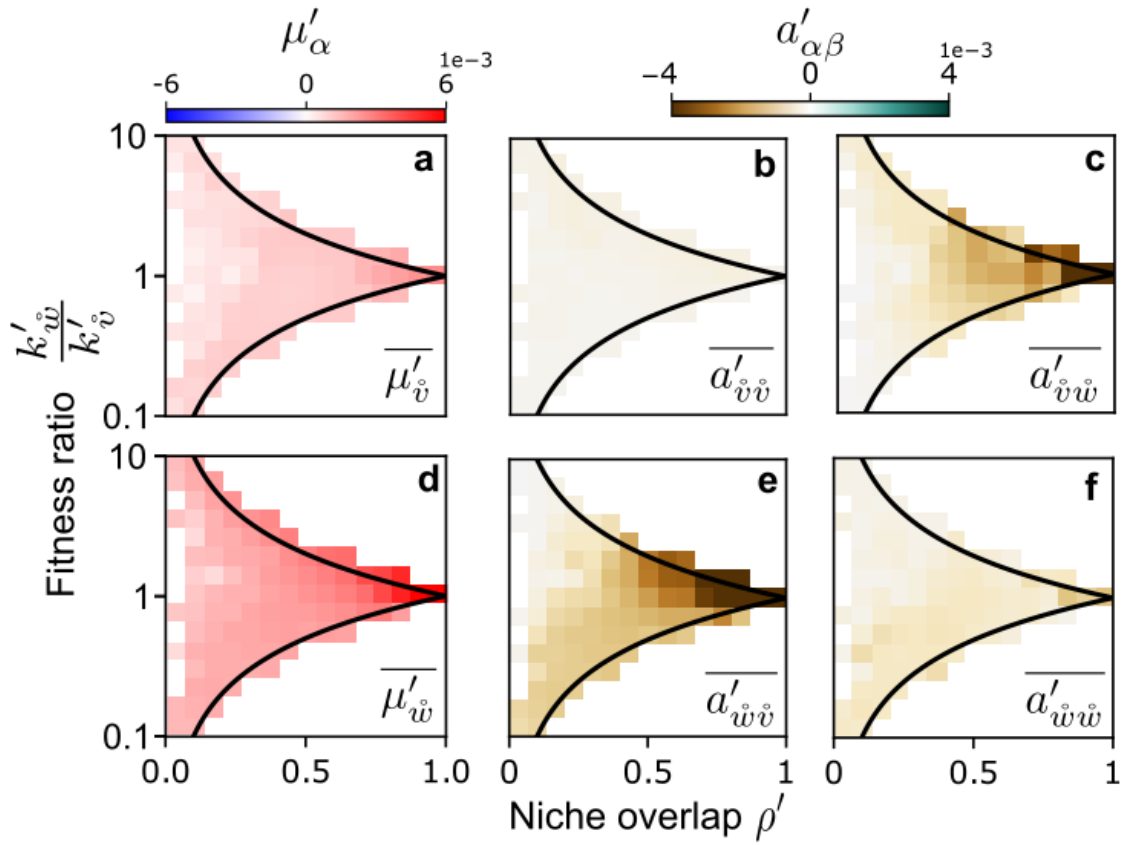 μ′α a′αβ
1e−3 1e−3
-6 0 6 −4 0 4
10 a b c
1
0.1 μ′v̊ a′v̊v̊ a′v̊ẘ
Fitness ratio k′ẘ / k′v̊
10 d e f
1
0.1 μ′ẘ a′ẘv̊ a′ẘẘ
0.0 0.5 1.0 0 0.5 1 0 0.5 1
Niche overlap ρ′